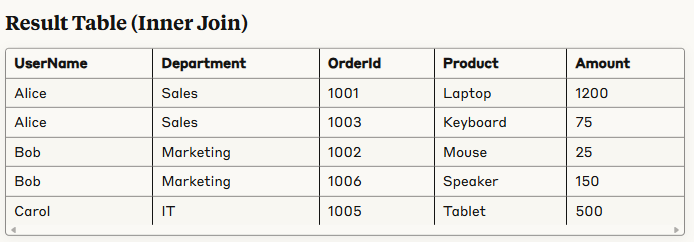 Result Table (Inner Join)
UserName Department OrderId Product Amount
Alice Sales 1001 Laptop 1200
Alice Sales 1003 Keyboard 75
Bob Marketing 1002 Mouse 25
Bob Marketing 1006 Speaker 150
Carol IT 1005 Tablet 500